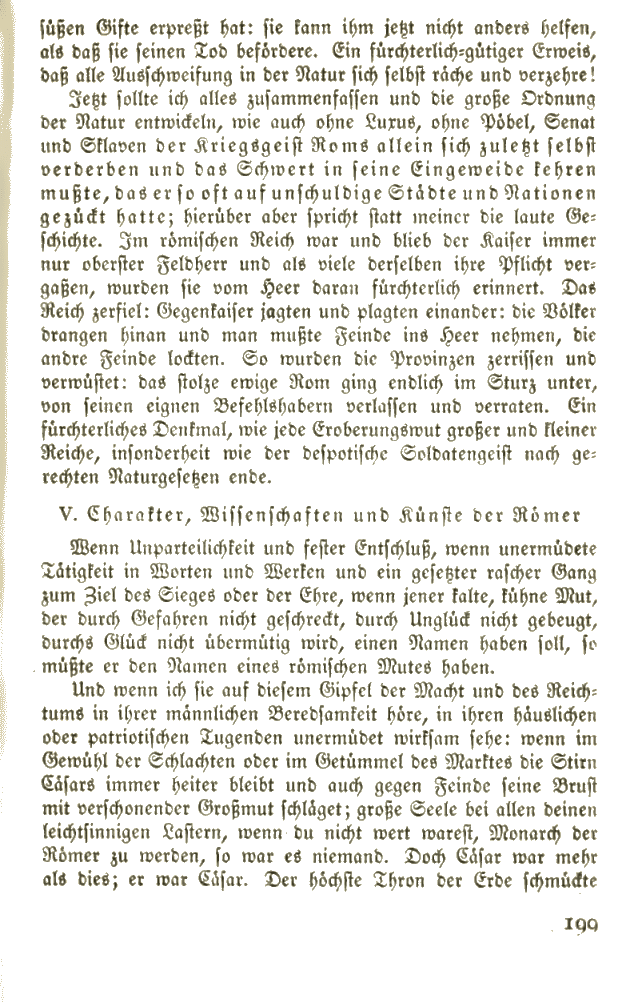 süßen Gifte erpreßt hat: sie kann ihm jetzt nicht anders helfen,
als daß sie seinen Tod befördere. Ein fürchterlich-gütiger Erweis,
daß alle Ausschweifung in der Natur sich selbst räche und verzehre!
Jetzt sollte ich alles zusammenfassen und die große Ordnung
der Natur entwickeln, wie auch ohne Luxus, ohne Pöbel, Senat
und Sklaven der Kriegsgeist Roms allein sich zuletzt selbst
verderben und das Schwert in seine Eingeweide kehren
mußte, das er so oft auf unschuldige Städte und Nationen
gezückt hatte; hierüber aber spricht statt meiner die laute Ge-
schichte. Im römischen Reich war und blieb der Kaiser immer
nur oberster Feldherr und als viele derselben ihre Pflicht ver-
gaßen, wurden sie vom Heer daran fürchterlich erinnert. Das
Reich zerfiel: Gegenkaiser jagten und plagten einander: die Völker
drangen hinan und man mußte Feinde ins Heer nehmen, die
andre Feinde lockten. So wurden die Provinzen zerrissen und
verwüstet: das stolze ewige Rom ging endlich im Sturz unter,
von seinen eignen Befehlshabern verlassen und verraten. Ein
fürchterliches Denkmal, wie jede Eroberungswut großer und kleiner
Reiche, insonderheit wie der despotische Soldatengeist nach ge-
rechten Naturgesetzen ende.
V. Charakter, Wissenschaften und Künste der Römer
Wenn Unparteilichkeit und fester Entschluß, wenn unermüdete
Tätigkeit in Worten und Werken und ein gesetzter rascher Gang
zum Ziel des Sieges oder der Ehre, wenn jener kalte, kühne Mut,
der durch Gefahren nicht geschreckt, durch Unglück nicht gebeugt,
durchs Glück nicht übermütig wird, einen Namen haben soll, so
müßte er den Namen eines römischen Mutes haben.
Und wenn ich sie auf diesem Gipfel der Macht und des Reich-
tums in ihrer männlichen Beredsamkeit höre, in ihren häuslichen
oder patriotischen Tugenden unermüdet wirksam sehe: wenn im
Gewühl der Schlachten oder im Getümmel des Marktes die Stirn
Cäsars immer heiter bleibt und auch gegen Feinde seine Brust
mit verschonender Großmut schläget; große Seele bei allen deinen
leichtsinnigen Lastern, wenn du nicht wert warest, Monarch der
Römer zu werden, so war es niemand. Doch Cäsar war mehr
als dies; er war Cäsar. Der höchste Thron der Erde schmückte
199